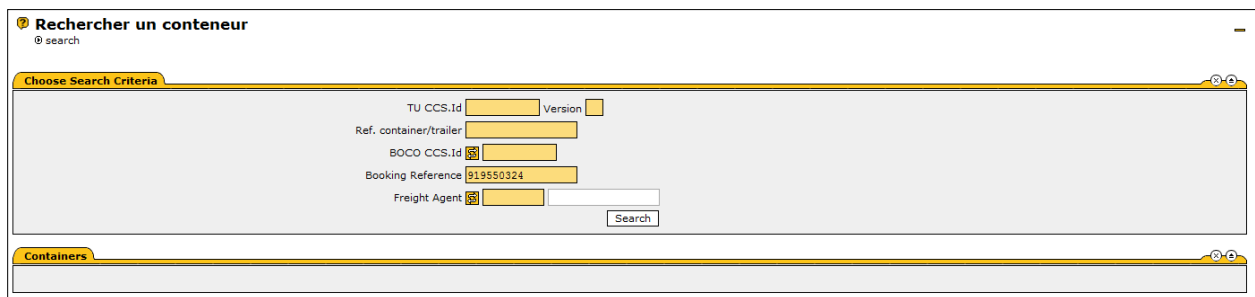 Rechercher un conteneur
search
Choose Search Criteria
TU CCS.Id Version
Ref. container/trailer
BOCO CCS.Id
Booking Reference 919550324
Freight Agent
Search
Containers